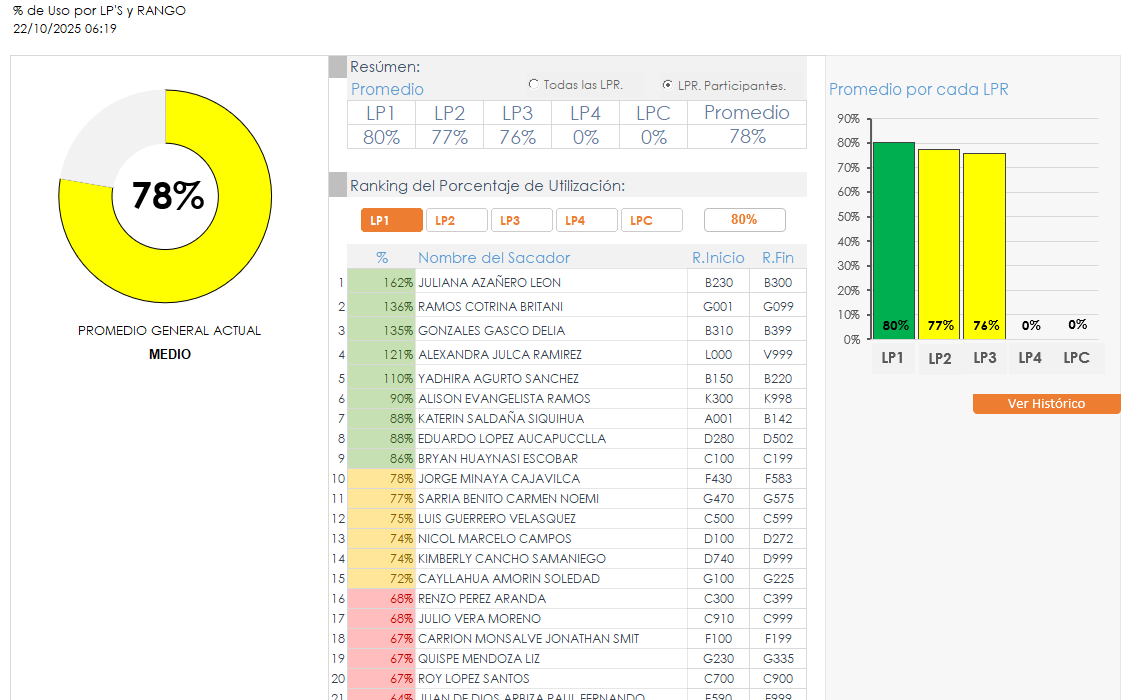 % de Uso por LP'S y RANGO
22/10/2025 06:19
78%
PROMEDIO GENERAL ACTUAL
MEDIO
Resúmen:
Promedio
Todas las LPR.
LPR. Participantes.
LP1 LP2 LP3 LP4 LPC Promedio
80% 77% 76% 0% 0% 78%
Ranking del Porcentaje de Utilización:
LP1 LP2 LP3 LP4 LPC 80%
% Nombre del Sacador R.Inicio R.Fin
1 162% JULIANA AZAÑERO LEON B230 B300
2 136% RAMOS COTRINA BRITANI G001 G099
3 135% GONZALES GASCO DELIA B310 B399
4 121% ALEXANDRA JULCA RAMIREZ L000 V999
5 110% YADHIRA AGURTO SANCHEZ B150 B220
6 90% ALISON EVANGELISTA RAMOS K300 K998
7 88% KATERIN SALDAÑA SIQUIHUA A001 B142
8 88% EDUARDO LOPEZ AUCAPUCCLLA D280 D502
9 86% BRYAN HUAYNASI ESCOBAR C100 C199
10 78% JORGE MINAYA CAJAVILCA F430 F583
11 77% SARRIA BENITO CARMEN NOEMI G470 G575
12 75% LUIS GUERRERO VELASQUEZ C500 C599
13 74% NICOL MARCELO CAMPOS D100 D272
14 74% KIMBERLY CANCHO SAMANIEGO D740 D999
15 72% CAYLLAHUA AMORIN SOLEDAD G100 G225
16 68% RENZO PEREZ ARANDA C300 C399
17 68% JULIO VERA MORENO C910 C999
18 67% CARRION MONSALVE JONATHAN SMIT F100 F199
19 67% QUISPE MENDOZA LIZ G230 G335
20 67% ROY LOPEZ SANTOS C700 C900
21 64% JUAN DE DIOS ARBIZA PAUL FERNANDO F590 F999
Promedio por cada LPR
90%
80%
70%
60%
50%
40%
30%
20%
10%
0%
80% 77% 76% 0% 0%
LP1 LP2 LP3 LP4 LPC
Ver Histórico